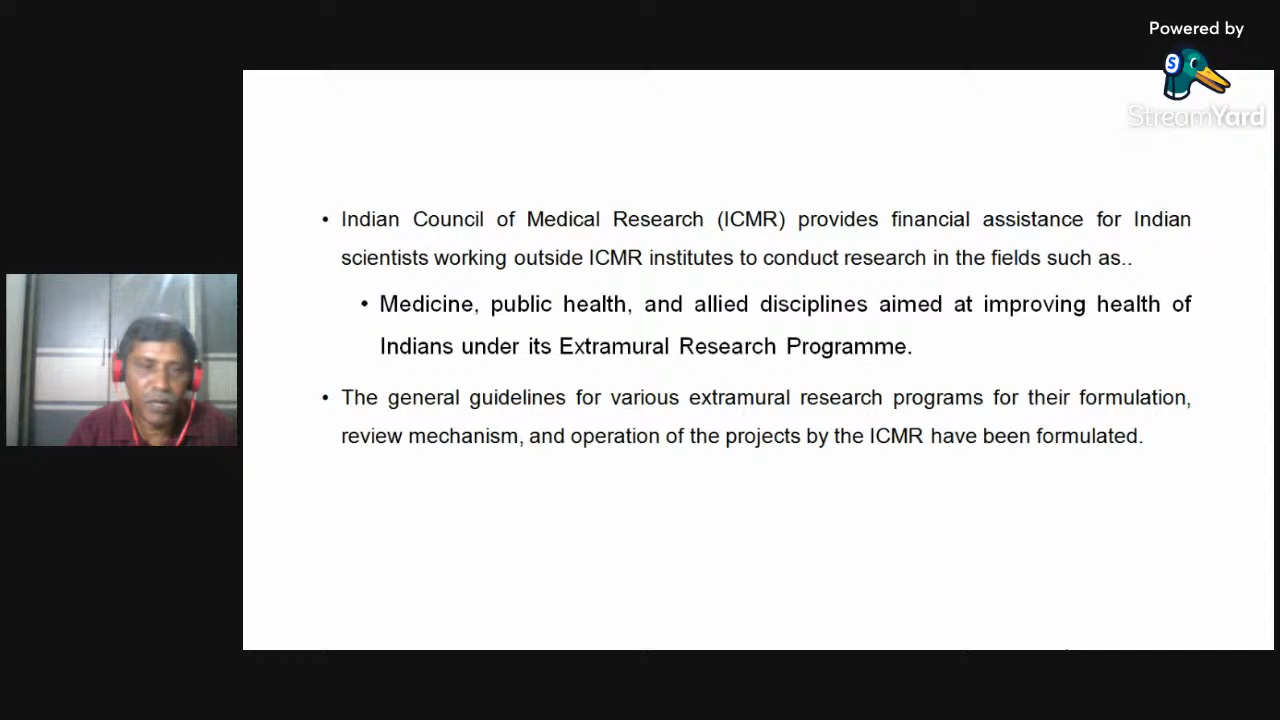 Powered by
S
StreamYard
• Indian Council of Medical Research (ICMR) provides financial assistance for Indian
scientists working outside ICMR institutes to conduct research in the fields such as..
• Medicine, public health, and allied disciplines aimed at improving health of
Indians under its Extramural Research Programme.
• The general guidelines for various extramural research programs for their formulation,
review mechanism, and operation of the projects by the ICMR have been formulated.